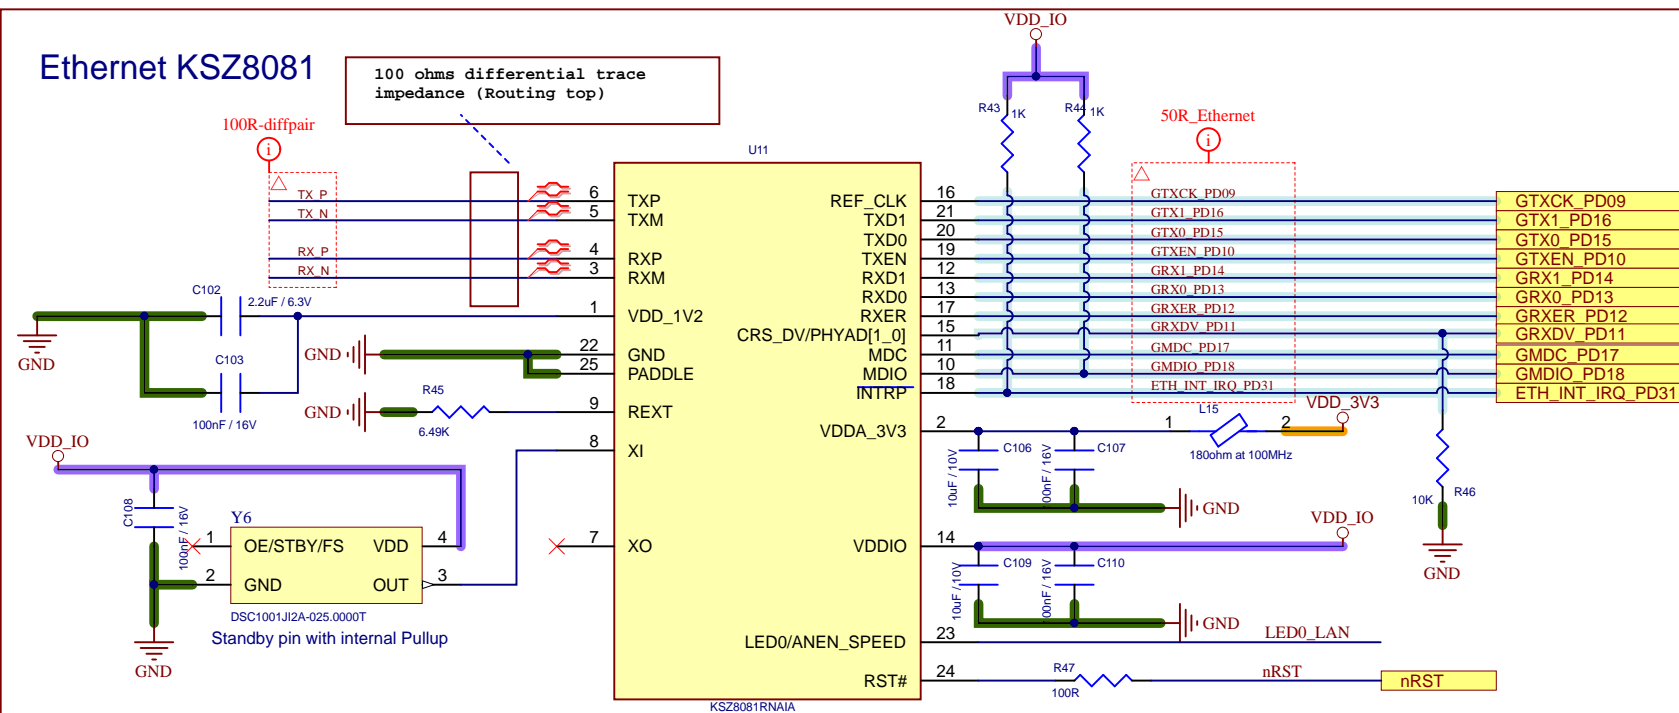 VDD_IO
Ethernet KSZ8081
100 ohms differential trace
impedance (Routing top)
100R-diffpair
i
50R_Ethernet
i
R43
1K
R44
1K
U11
TX_P
6
TXP
REF_CLK
16
GTXCK_PD09
GTXCK_PD09
TX_N
5
TXM
TXD1
21
GTX1_PD16
GTX1_PD16
TXD0
20
GTX0_PD15
GTX0_PD15
RX_P
4
RXP
TXEN
19
GTXEN_PD10
GTXEN_PD10
RX_N
3
RXM
RXD1
12
GRX1_PD14
GRX1_PD14
C102
2.2uF / 6.3V
RXD0
13
GRX0_PD13
GRX0_PD13
1
VDD_1V2
RXER
17
GRXER_PD12
GRXER_PD12
CRS_DV/PHYAD[1_0]
15
GRXDV_PD11
GRXDV_PD11
GND
C103
GND
22
GND
MDC
11
GMDC_PD17
GMDC_PD17
25
PADDLE
MDIO
10
GMDIO_PD18
GMDIO_PD18
R45
INTRP
18
ETH_INT_IRQ_PD31
ETH_INT_IRQ_PD31
100nF / 16V
GND
6.49K
9
REXT
L15
VDD_3V3
VDDA_3V3
2
1
2
180ohm at 100MHz
VDD_IO
8
XI
C106
10uF / 10V
C107
00nF / 16V
GND
R46
10K
GND
C108
100nF / 16V
Y6
1
OE/STBY/FS
VDD
4
7
XO
VDDIO
14
VDD_IO
2
GND
OUT
3
C109
10uF / 10V
C110
00nF / 16V
GND
DSC1001JI2A-025.0000T
Standby pin with internal Pullup
GND
LED0/ANEN_SPEED
23
LED0_LAN
RST#
24
R47
100R
nRST
nRST
KSZ8081RNAIA